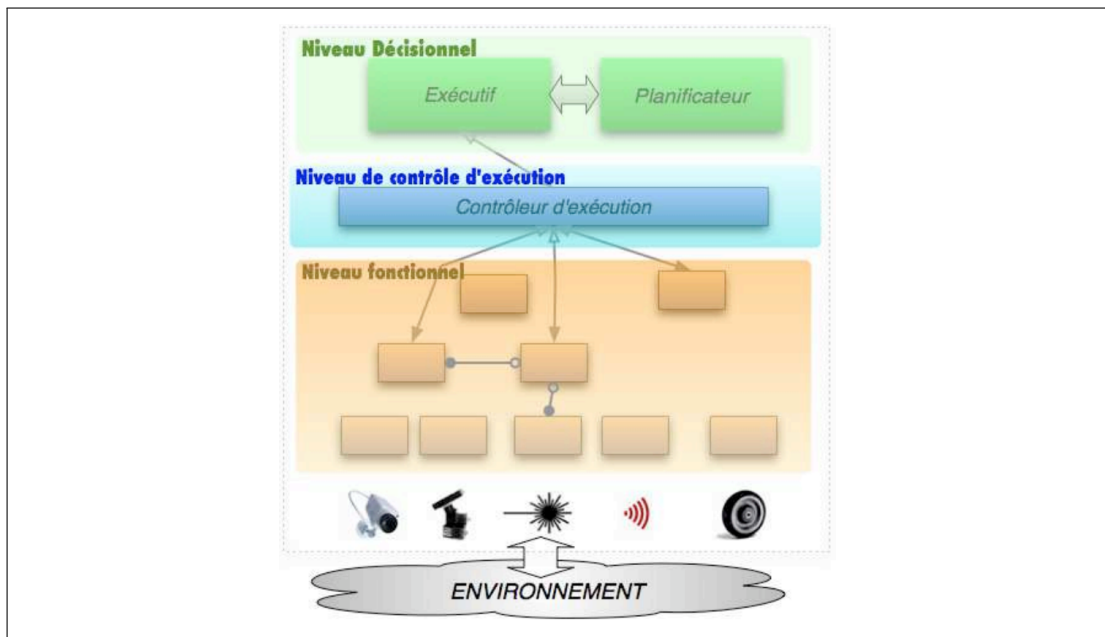 Niveau Décisionnel
Exécutif
Planificateur
Niveau de contrôle d'exécution
Contrôleur d'exécution
Niveau fonctionnel
ENVIRONNEMENT